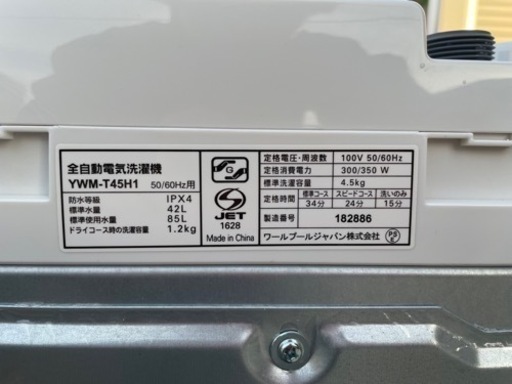 全自動電気洗濯機
YWM-T45H1 50/60Hz用
防水等級 IPX4
標準水量 42L
標準使用水量 85L
ドライコース時の洗濯容量 1.2kg
G
S
JET
1628
Made in China
定格電圧・周波数 100V 50/60Hz
定格消費電力 300/350 W
標準洗濯容量 4.5kg
定格時間 標準コース スピードコース 洗いのみ
34分 24分 15分
製造番号 182886
ワールプールジャパン株式会社
PS
E